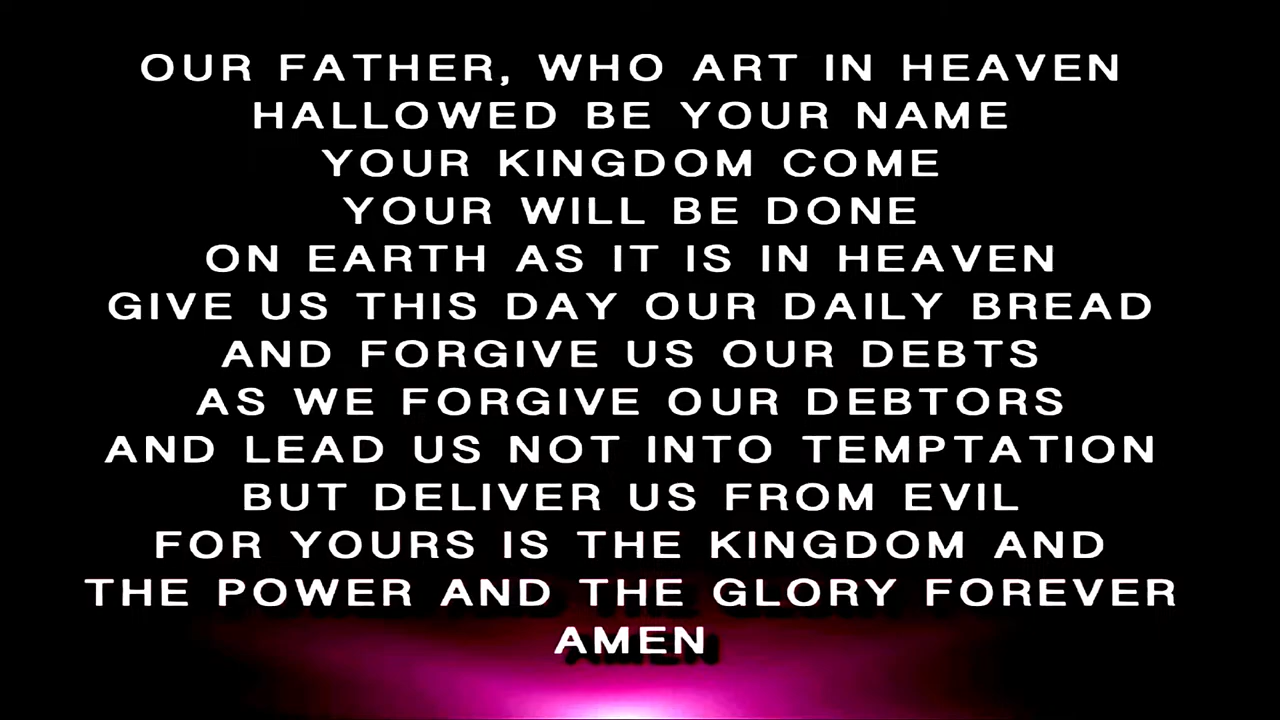 OUR FATHER, WHO ART IN HEAVEN
HALLOWED BE YOUR NAME
YOUR KINGDOM COME
YOUR WILL BE DONE
ON EARTH AS IT IS IN HEAVEN
GIVE US THIS DAY OUR DAILY BREAD
AND FORGIVE US OUR DEBTS
AS WE FORGIVE OUR DEBTORS
AND LEAD US NOT INTO TEMPTATION
BUT DELIVER US FROM EVIL
FOR YOURS IS THE KINGDOM AND
THE POWER AND THE GLORY FOREVER
AMEN